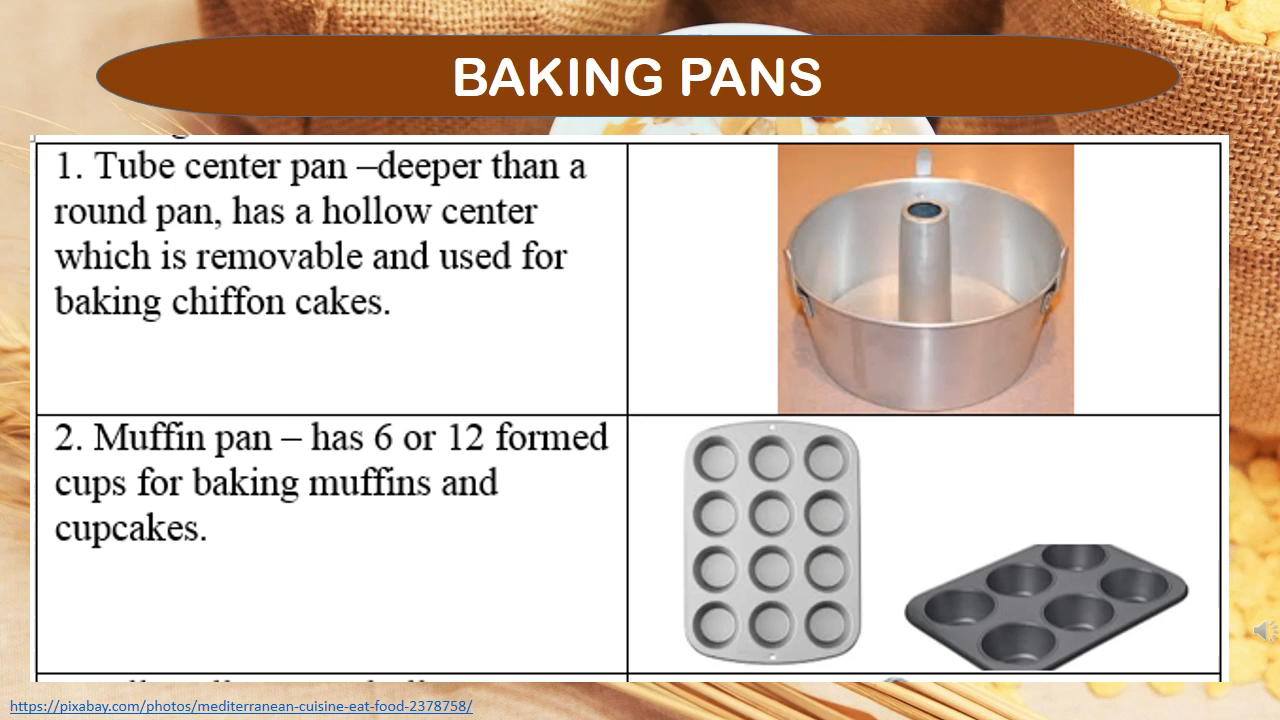 BAKING PANS
1. Tube center pan –deeper than a
round pan, has a hollow center
which is removable and used for
baking chiffon cakes.
2. Muffin pan – has 6 or 12 formed
cups for baking muffins and
cupcakes.
https://pixabay.com/photos/mediterranean-cuisine-eat-food-2378758/